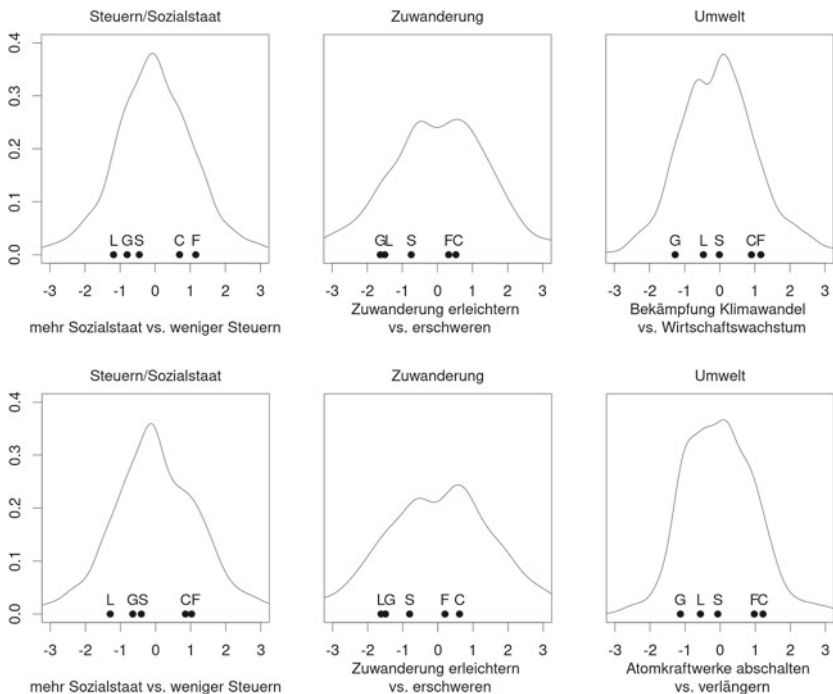 Steuern/Sozialstaat
Zuwanderung
Umwelt
0.4
0.3
0.2
0.1
0.0
L G S C F
G L S F C
G L S C F
-3 -2 -1 0 1 2 3
-3 -2 -1 0 1 2 3
-3 -2 -1 0 1 2 3
mehr Sozialstaat vs. weniger Steuern
Zuwanderung erleichtern
vs. erschweren
Bekämpfung Klimawandel
vs. Wirtschaftswachstum
Steuern/Sozialstaat
Zuwanderung
Umwelt
0.4
0.3
0.2
0.1
0.0
L G S C F
L G S F C
G L S F C
-3 -2 -1 0 1 2 3
-3 -2 -1 0 1 2 3
-3 -2 -1 0 1 2 3
mehr Sozialstaat vs. weniger Steuern
Zuwanderung erleichtern
vs. erschweren
Atomkraftwerke abschalten
vs. verlängern